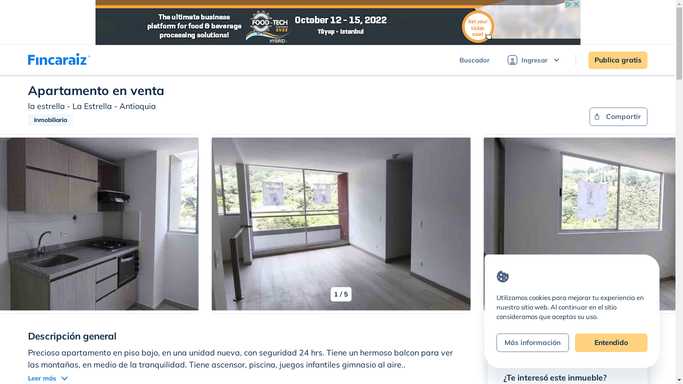 The ultimate business
platform for food & beverage
processing solutions!
FOOD-TECH
HYBRID
October 12 - 15, 2022
Tüyap - Istanbul
Get your
ticket
now!
Fincaraiz
Buscador
Ingresar
Publica gratis
Apartamento en venta
la estrella - La Estrella - Antioquia
Inmobiliaria
Compartir
1 / 5
Utilizamos cookies para mejorar tu experiencia en
nuestro sitio web. Al continuar en el sitio
consideramos que aceptas su uso.
Más información
Entendido
Descripción general
Precioso apartamento en piso bajo, en una unidad nueva, con seguridad 24 hrs. Tiene un hermoso balcon para ver
las montañas, en medio de la tranquilidad. Tiene ascensor, piscina, juegos infantiles gimnasio al aire..
Leer más
¿Te interesó este inmueble?